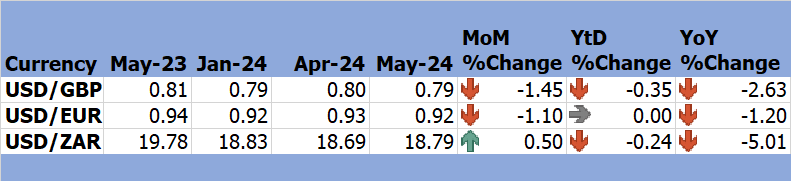 MoM YtD YoY
Currency May-23 Jan-24 Apr-24 May-24 %Change %Change %Change
USD/GBP 0.81 0.79 0.80 0.79 -1.45 -0.35 -2.63
USD/EUR 0.94 0.92 0.93 0.92 -1.10 0.00 -1.20
USD/ZAR 19.78 18.83 18.69 18.79 0.50 -0.24 -5.01